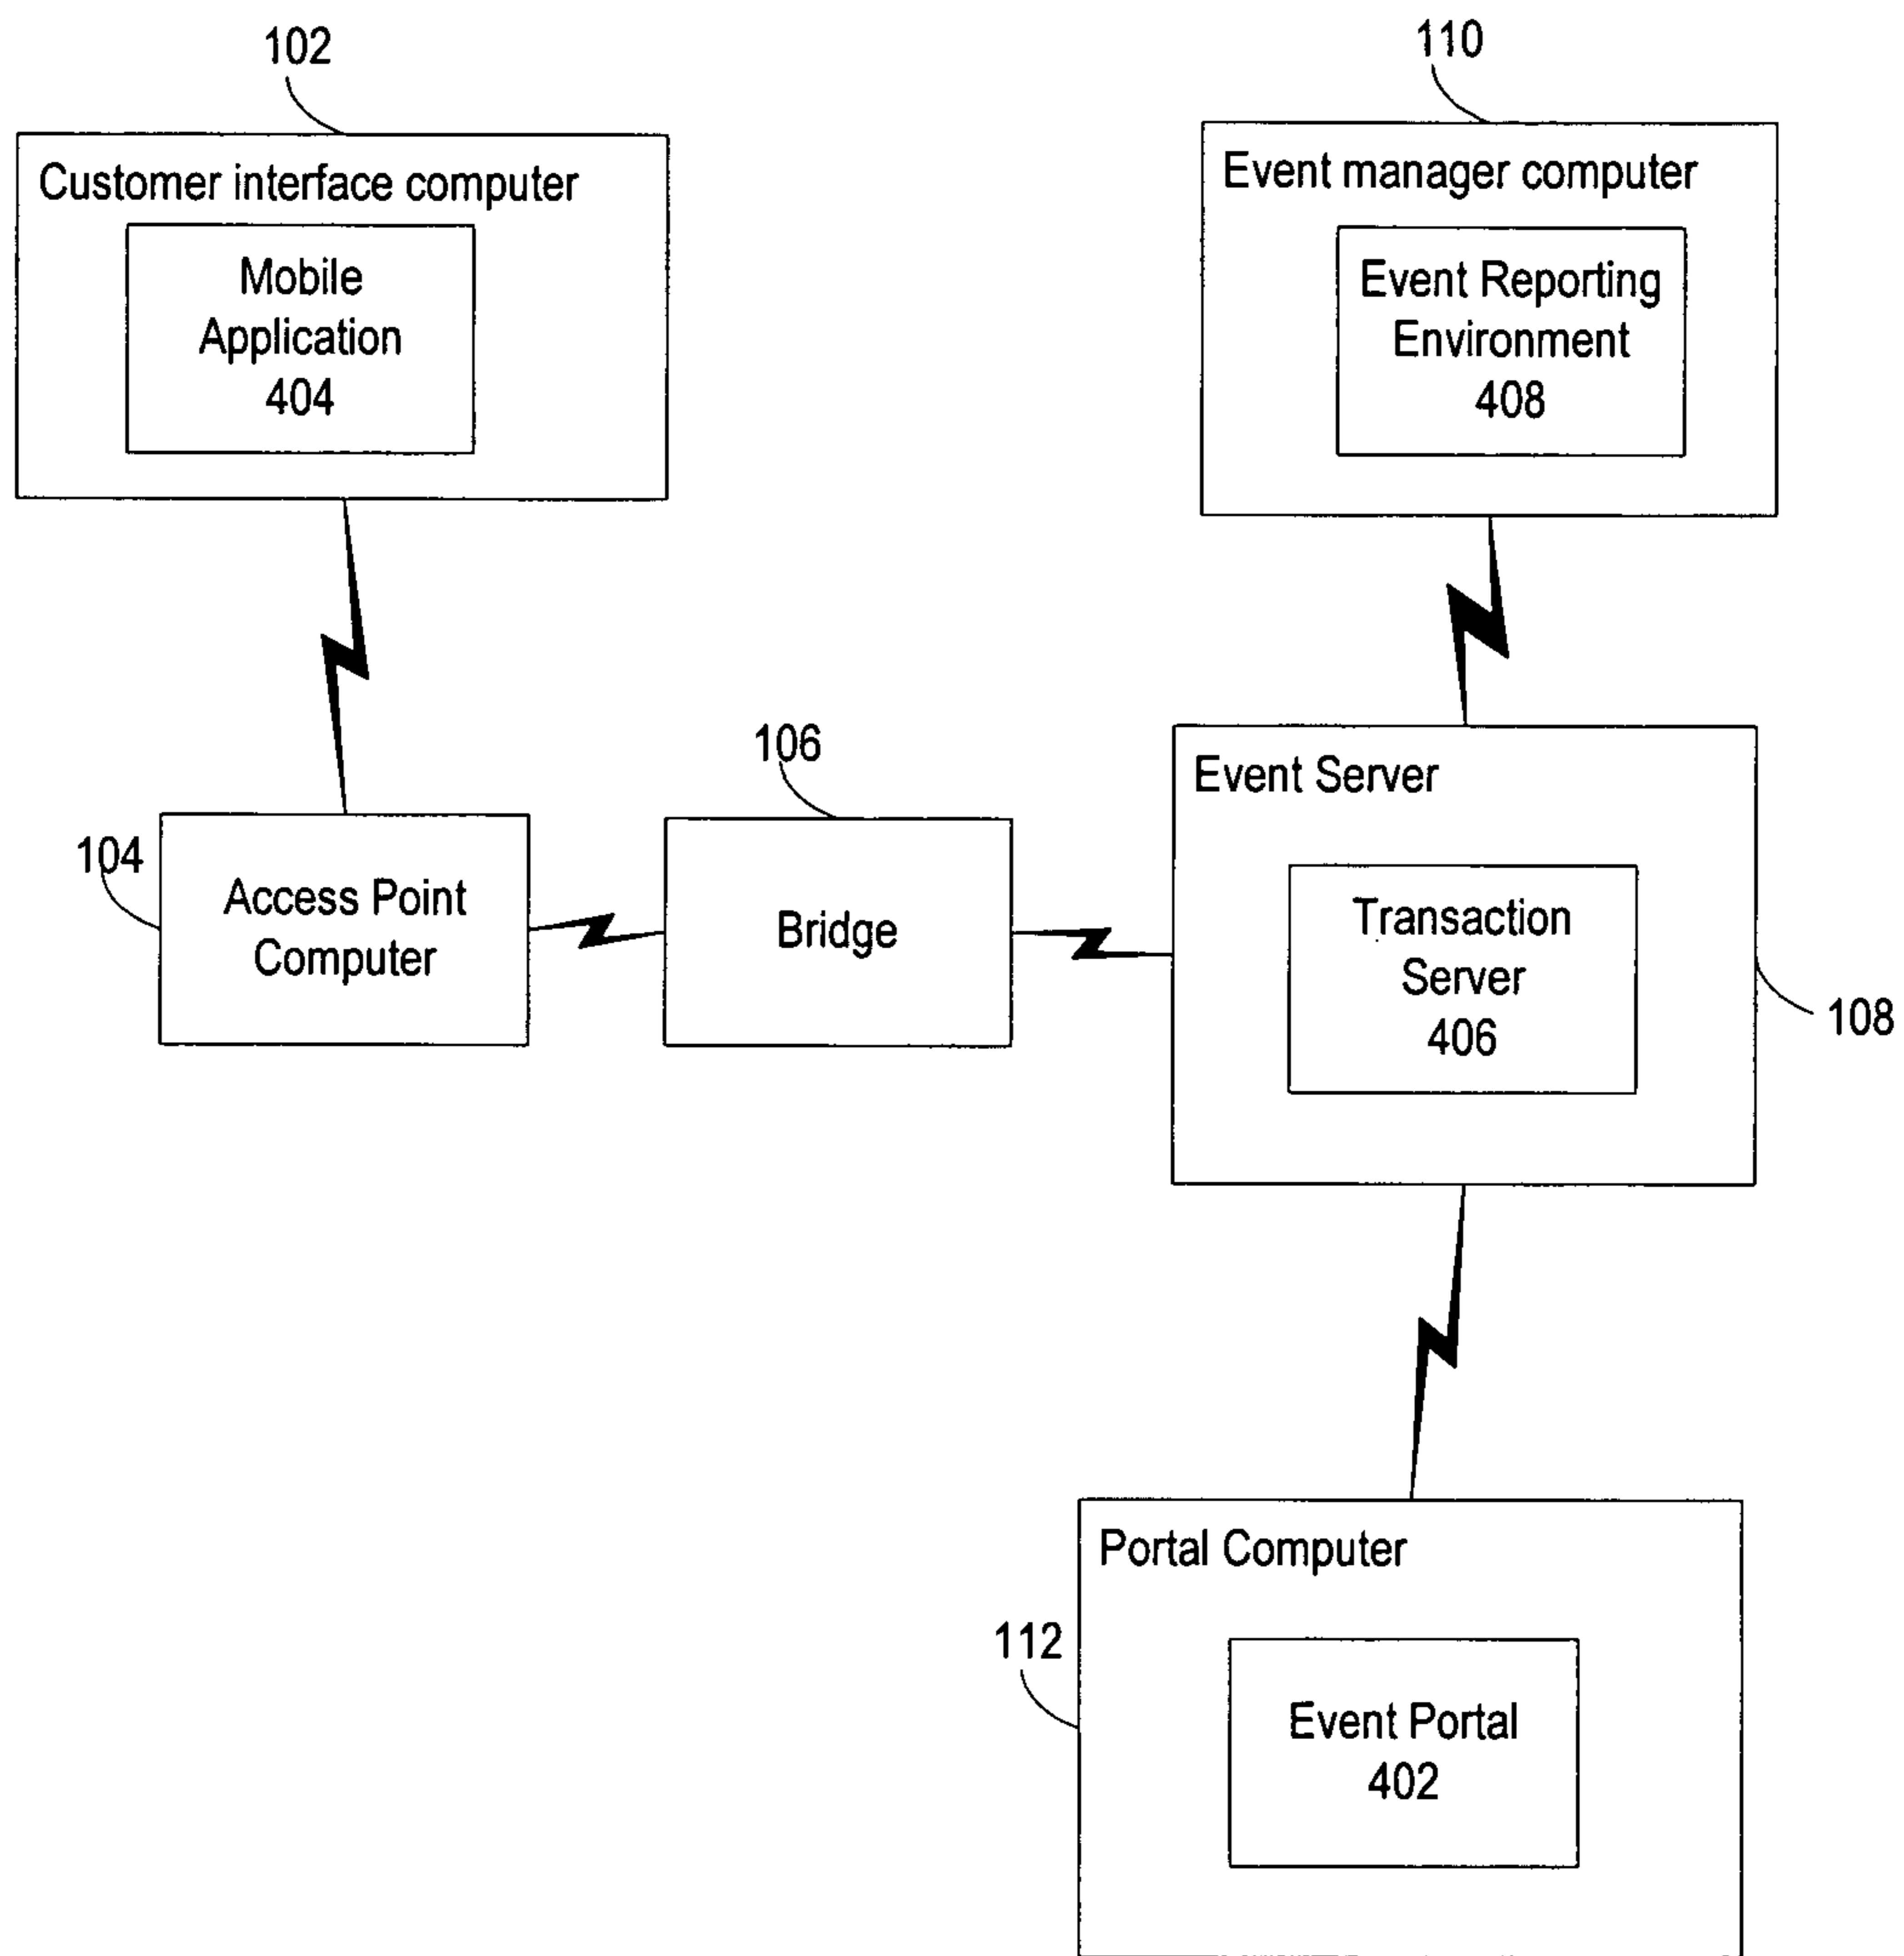 102
110
Customer interface computer
Mobile
Application
404
Event manager computer
Event Reporting
Environment
408
106
Event Server
104
Access Point
Computer
Bridge
Transaction
Server
406
108
Portal Computer
112
Event Portal
402